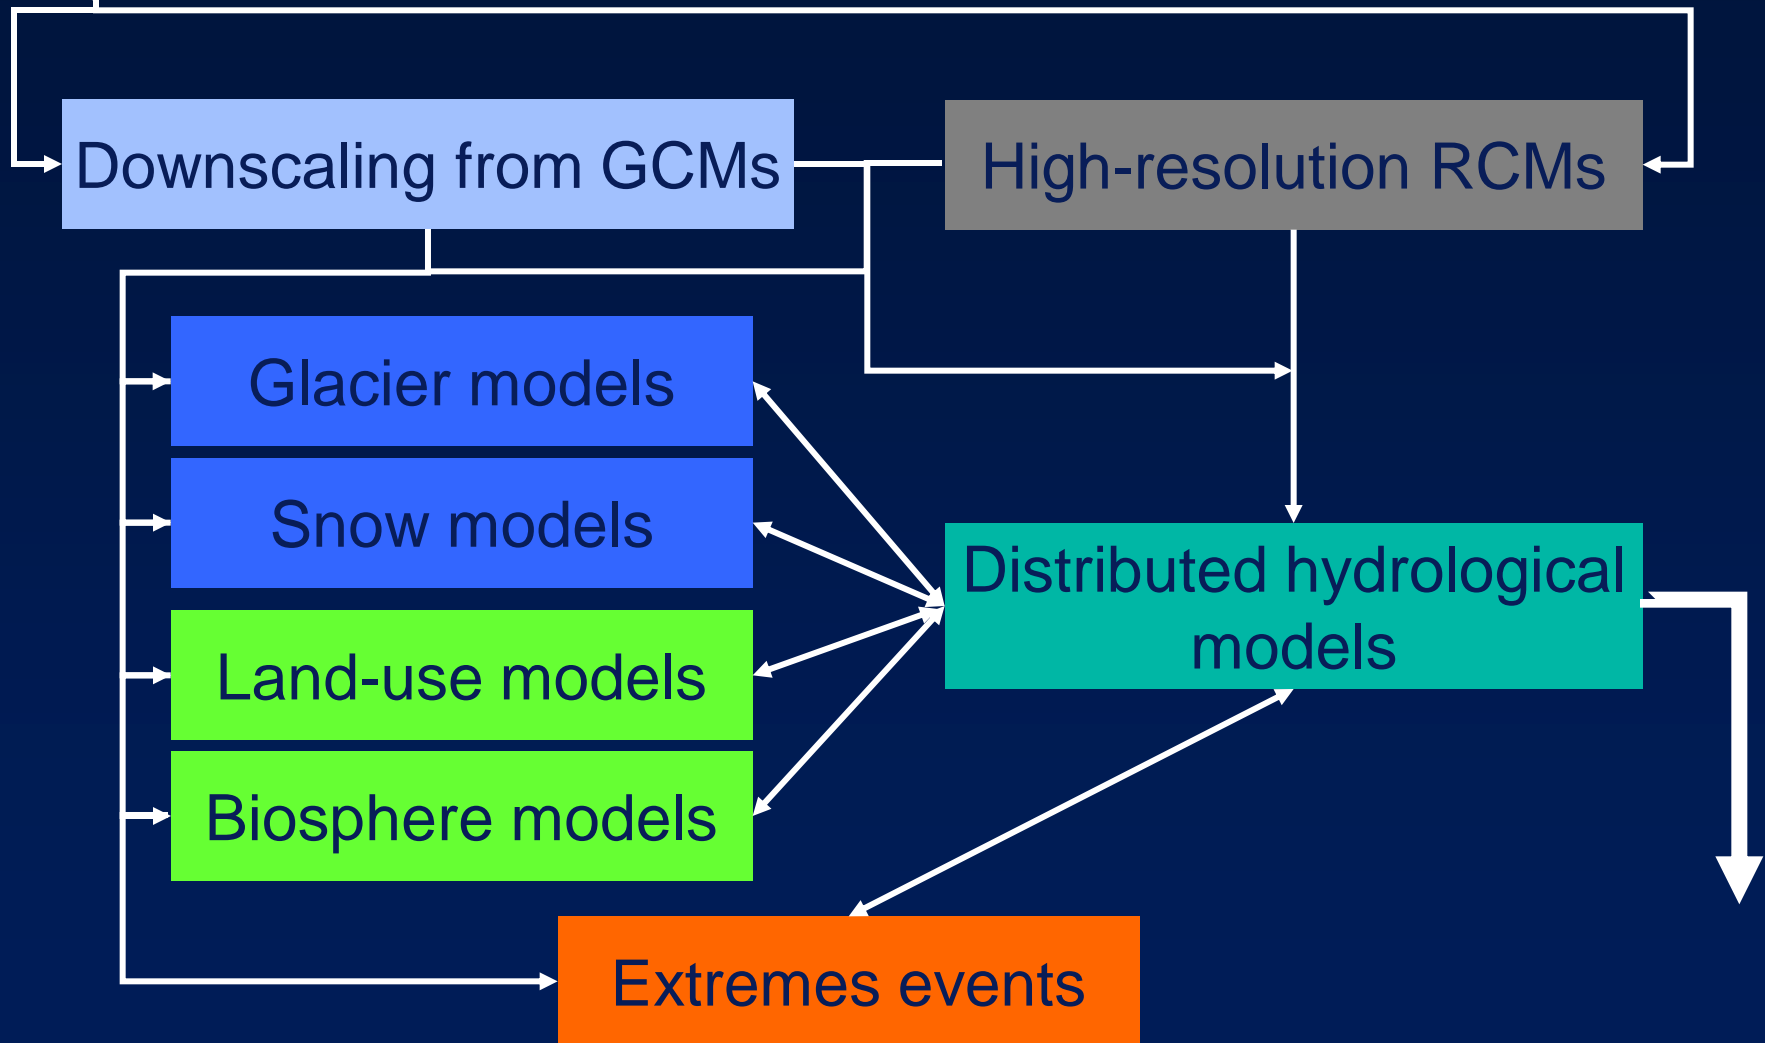 Downscaling from GCMs
High-resolution RCMs
Glacier models
Snow models
Distributed hydrological
models
Land-use models
Biosphere models
Extremes events